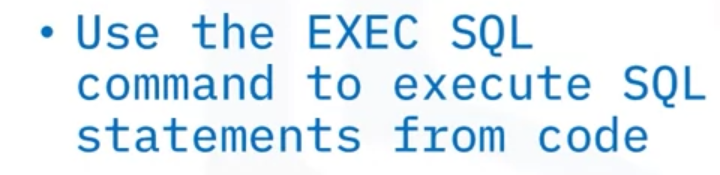 • Use the EXEC SQL
command to execute SQL
statements from code